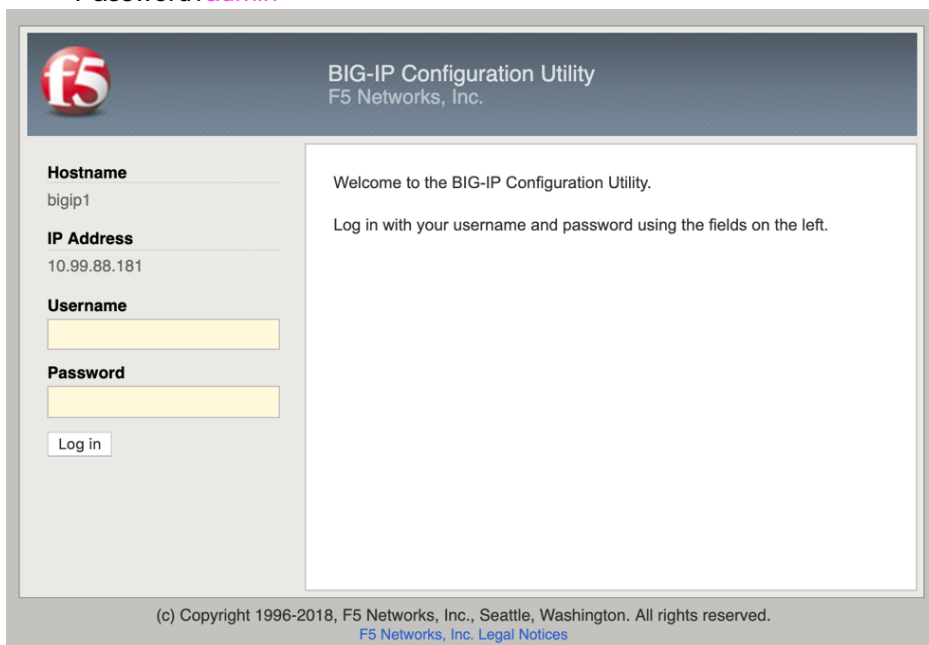 Password: admin
f5
BIG-IP Configuration Utility
F5 Networks, Inc.
Hostname
bigip1
IP Address
10.99.88.181
Username
Password
Log in
Welcome to the BIG-IP Configuration Utility.
Log in with your username and password using the fields on the left.
(c) Copyright 1996-2018, F5 Networks, Inc., Seattle, Washington. All rights reserved.
F5 Networks, Inc. Legal Notices